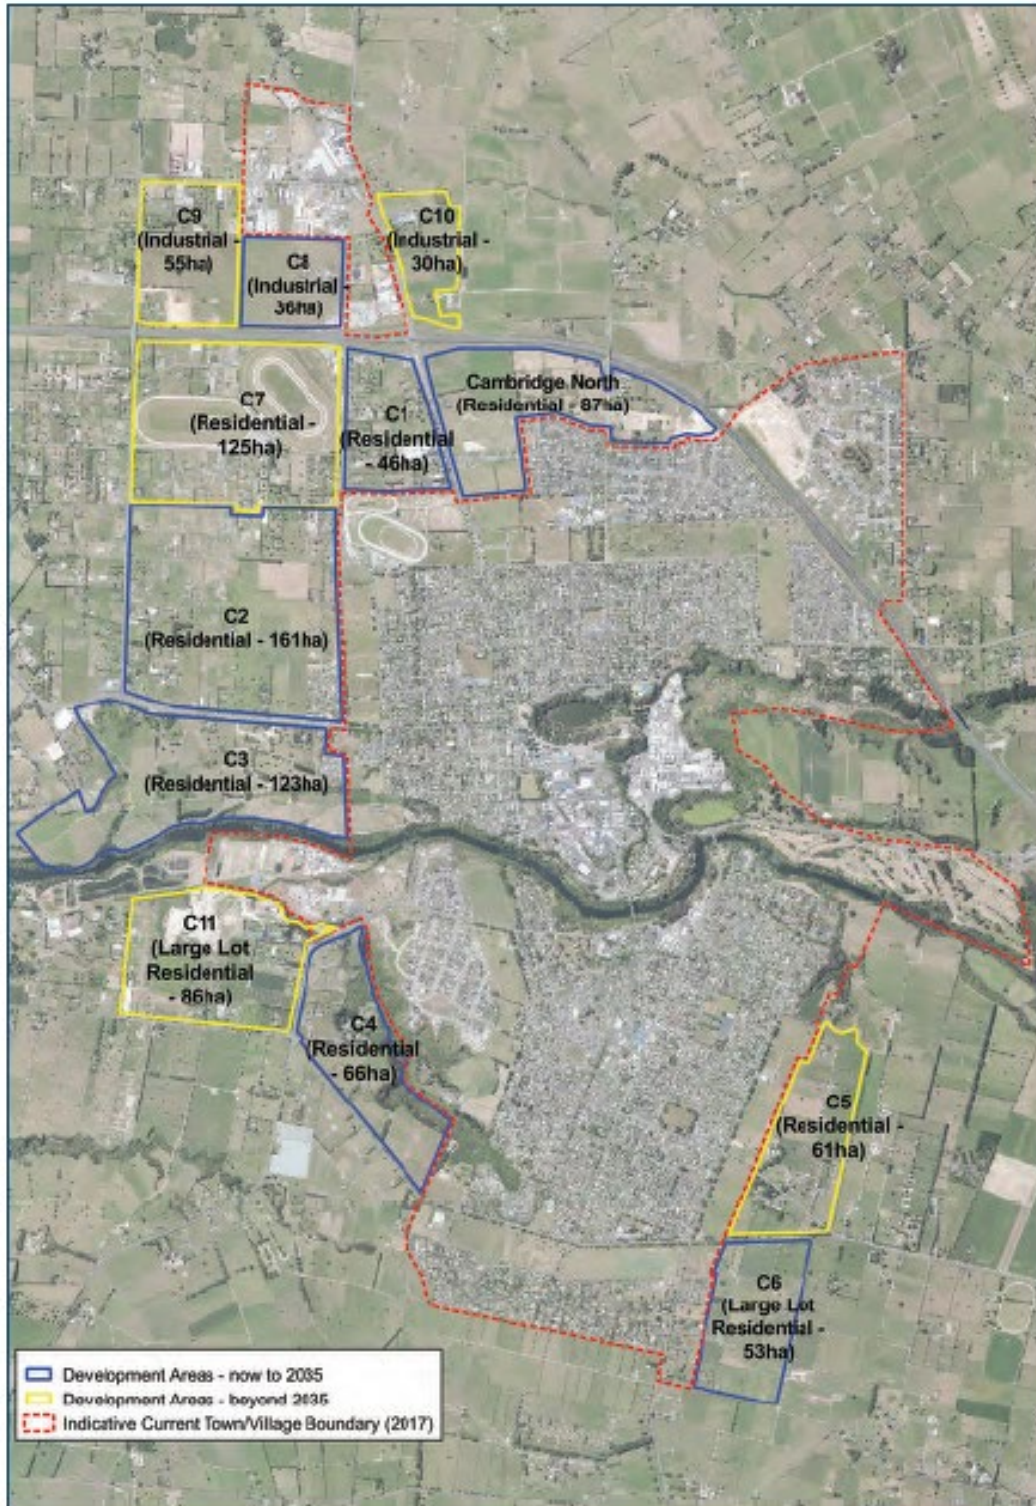 C9
(Industrial -
55ha)
C10
(Industrial -
30ha)
C8
(Industrial -
36ha)
C7
(Residential -
125ha)
C1
(Residential
- 46ha)
Cambridge North
(Residential - 87ha)
C2
(Residential - 161ha)
C3
(Residential - 123ha)
C11
(Large Lot
Residential
- 86ha)
C4
(Residential
- 66ha)
C5
(Residential -
61ha)
C6
(Large Lot
Residential -
53ha)
Development Areas - now to 2035
Development Areas - beyond 2035
Indicative Current Town/Village Boundary (2017)